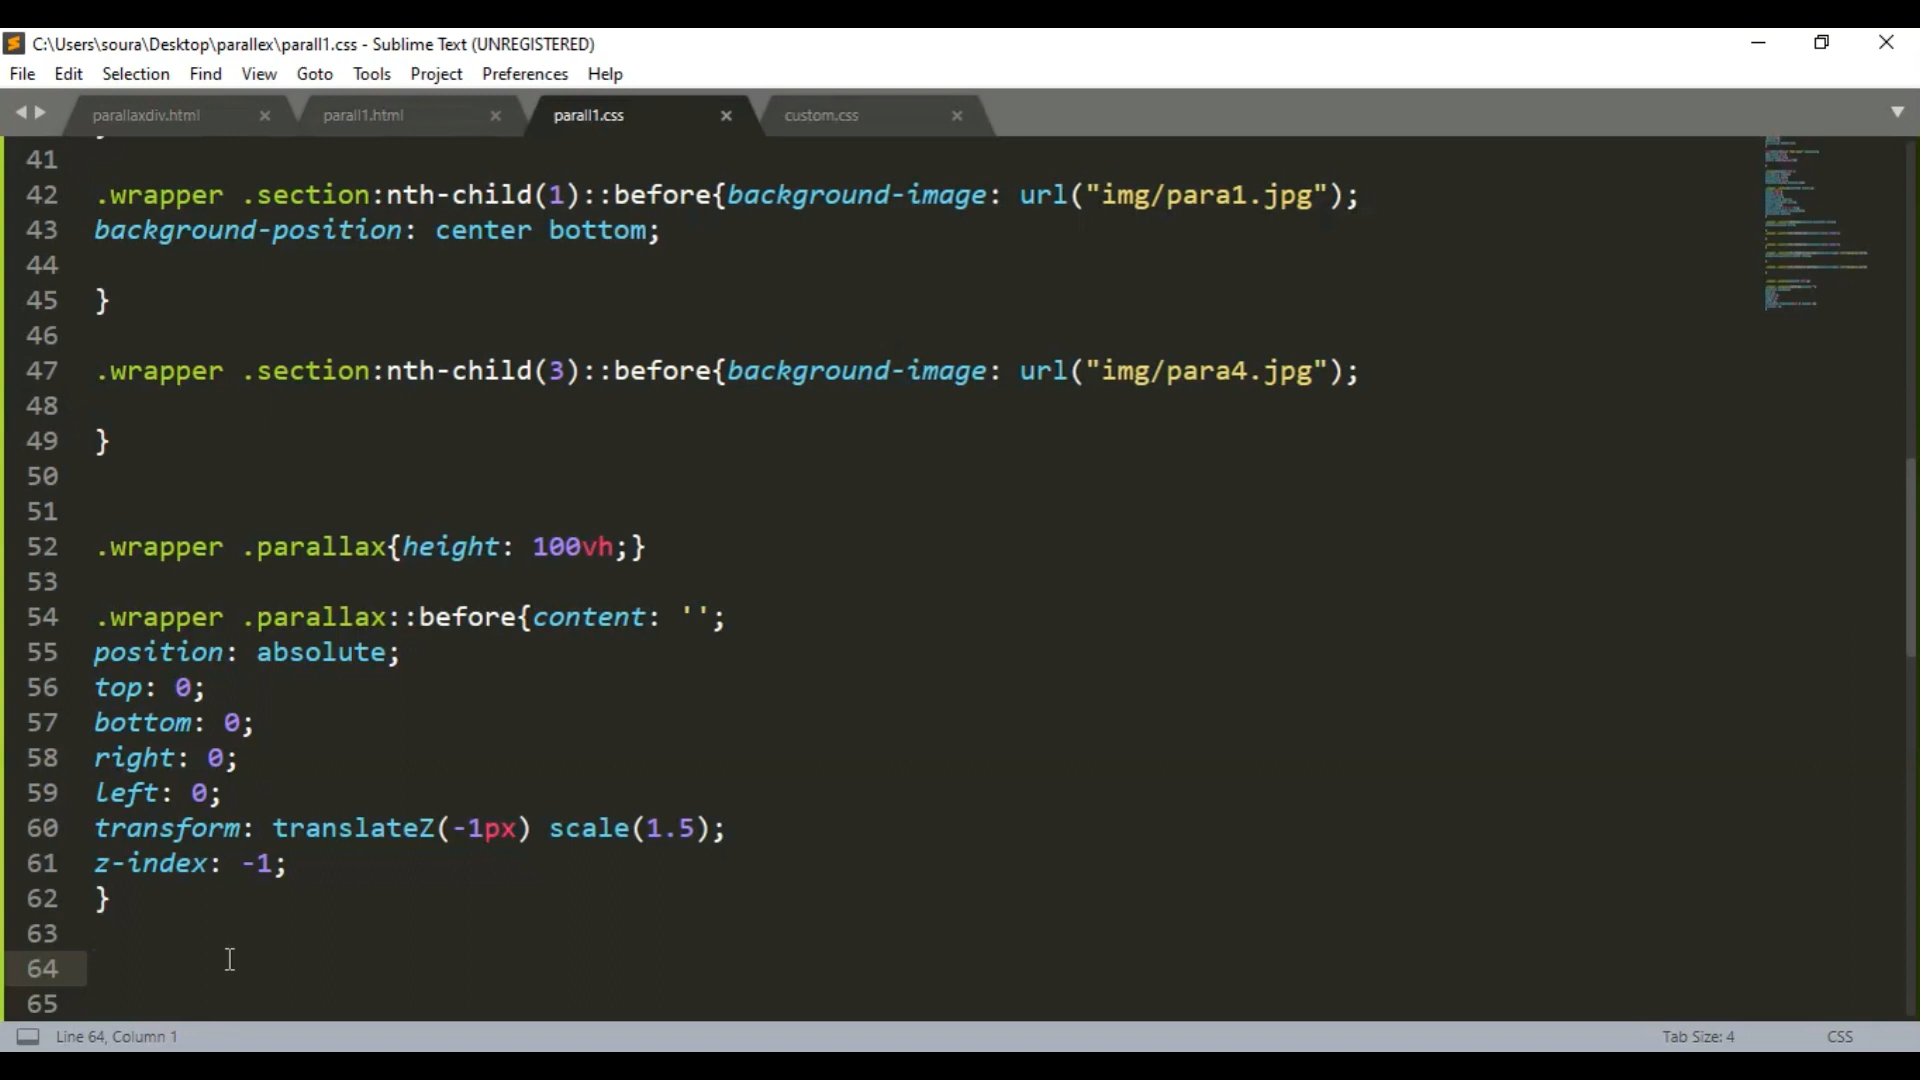 C:\Users\soura\Desktop\parallex\parall1.css - Sublime Text (UNREGISTERED)
File Edit Selection Find View Goto Tools Project Preferences Help
parallaxdiv.html parall1.html parall1.css custom.css
41
42 .wrapper .section:nth-child(1)::before{background-image: url("img/para1.jpg");
43 background-position: center bottom;
44
45 }
46
47 .wrapper .section:nth-child(3)::before{background-image: url("img/para4.jpg");
48
49 }
50
51
52 .wrapper .parallax{height: 100vh;}
53
54 .wrapper .parallax::before{content: '';
55 position: absolute;
56 top: 0;
57 bottom: 0;
58 right: 0;
59 left: 0;
60 transform: translateZ(-1px) scale(1.5);
61 z-index: -1;
62 }
63
64
65
Line 64, Column 1 Tab Size: 4 CSS